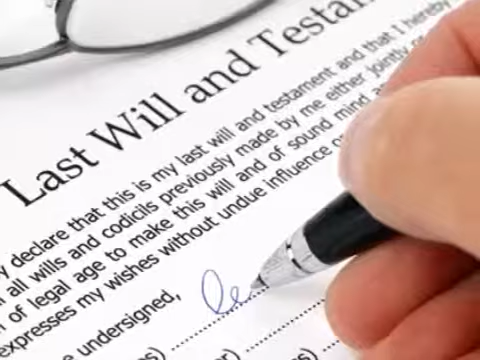 Last Will and Testam
y declare that this is my last will and testament and that I hereby
all wills and codicils previously made by me either jointly
of legal age to make this will and of sound mind
expresses my wishes without undue influence
e undersigned,